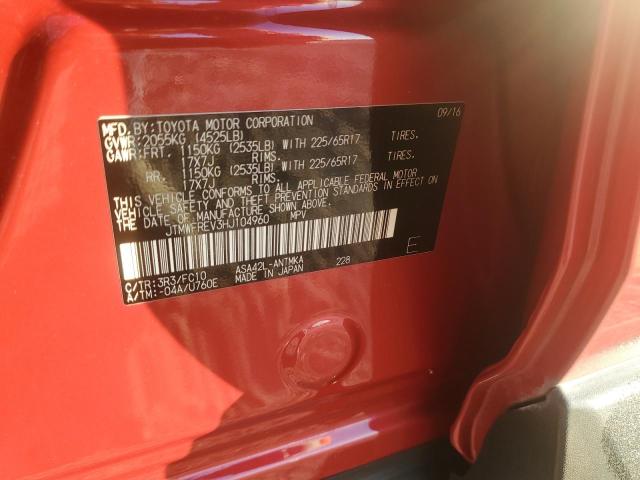 MFD. BY: TOYOTA MOTOR CORPORATION 09/16
GVWR: 2055KG (4525LB)
GAWR: FRT. 1150KG (2535LB) WITH 225/65R17 TIRES.
17X7J RIMS.
RR. 1150KG (2535LB) WITH 225/65R17 TIRES.
17X7J RIMS.
THIS VEHICLE CONFORMS TO ALL APPLICABLE FEDERAL MOTOR
VEHICLE SAFETY AND THEFT PREVENTION STANDARDS IN EFFECT ON
THE DATE OF MANUFACTURE SHOWN ABOVE.
JTMWFREV3HJ104960 MPV
E
C/TR: 3R3/FC10 ASA42L-ANTMKA 228
A/TM: -04A/U760E MADE IN JAPAN